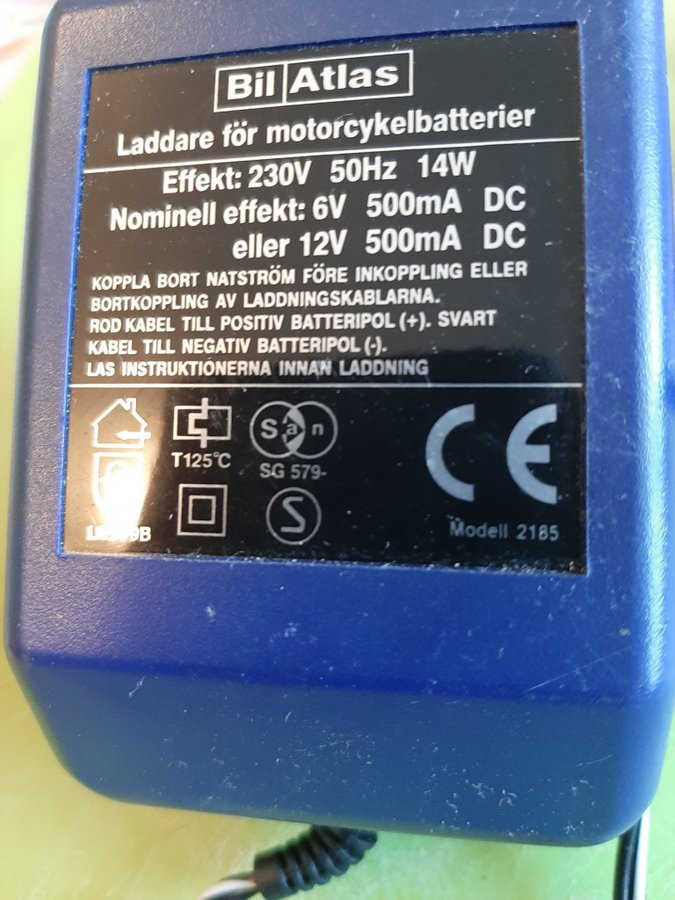 Bil Atlas
Laddare för motorcykelbatterier
Effekt: 230V 50Hz 14W
Nominell effekt: 6V 500mA DC
eller 12V 500mA DC
KOPPLA BORT NATSTRÖM FÖRE INKOPPLING ELLER
BORTKOPPLING AV LADDNINGSKABLARNA.
ROD KABEL TILL POSITIV BATTERIPOL (+). SVART
KABEL TILL NEGATIV BATTERIPOL (-).
LAS INSTRUKTIONERNA INNAN LADDNING
T125°C
S a n
SG 579-
S
CE
Modell 2185